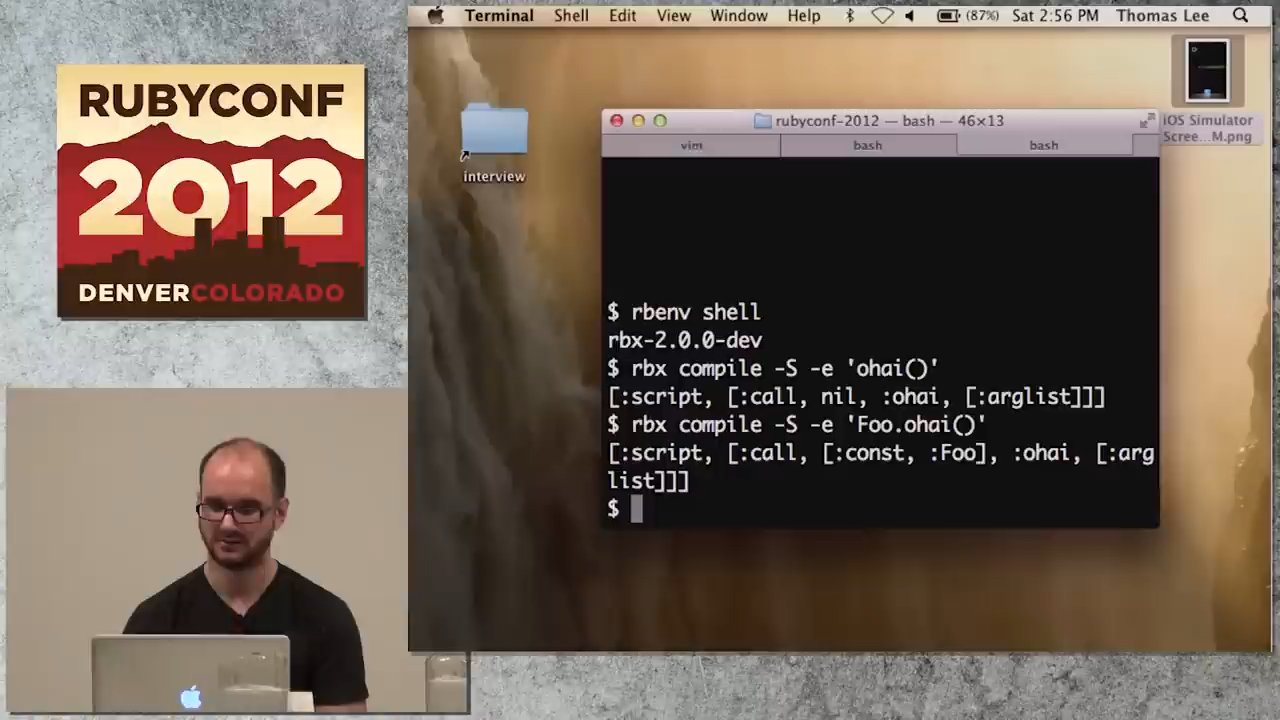 RUBYCONF
2012
DENVERCOLORADO
Terminal Shell Edit View Window Help (87%) Sat 2:56 PM Thomas Lee
interview
iOS Simulator
Scree...M.png
rubyconf-2012 — bash — 46×13
vim bash bash
$ rbenv shell
rbx-2.0.0-dev
$ rbx compile -S -e 'ohai()'
[:script, [:call, nil, :ohai, [:arglist]]]
$ rbx compile -S -e 'Foo.ohai()'
[:script, [:call, [:const, :Foo], :ohai, [:arg
list]]]
$